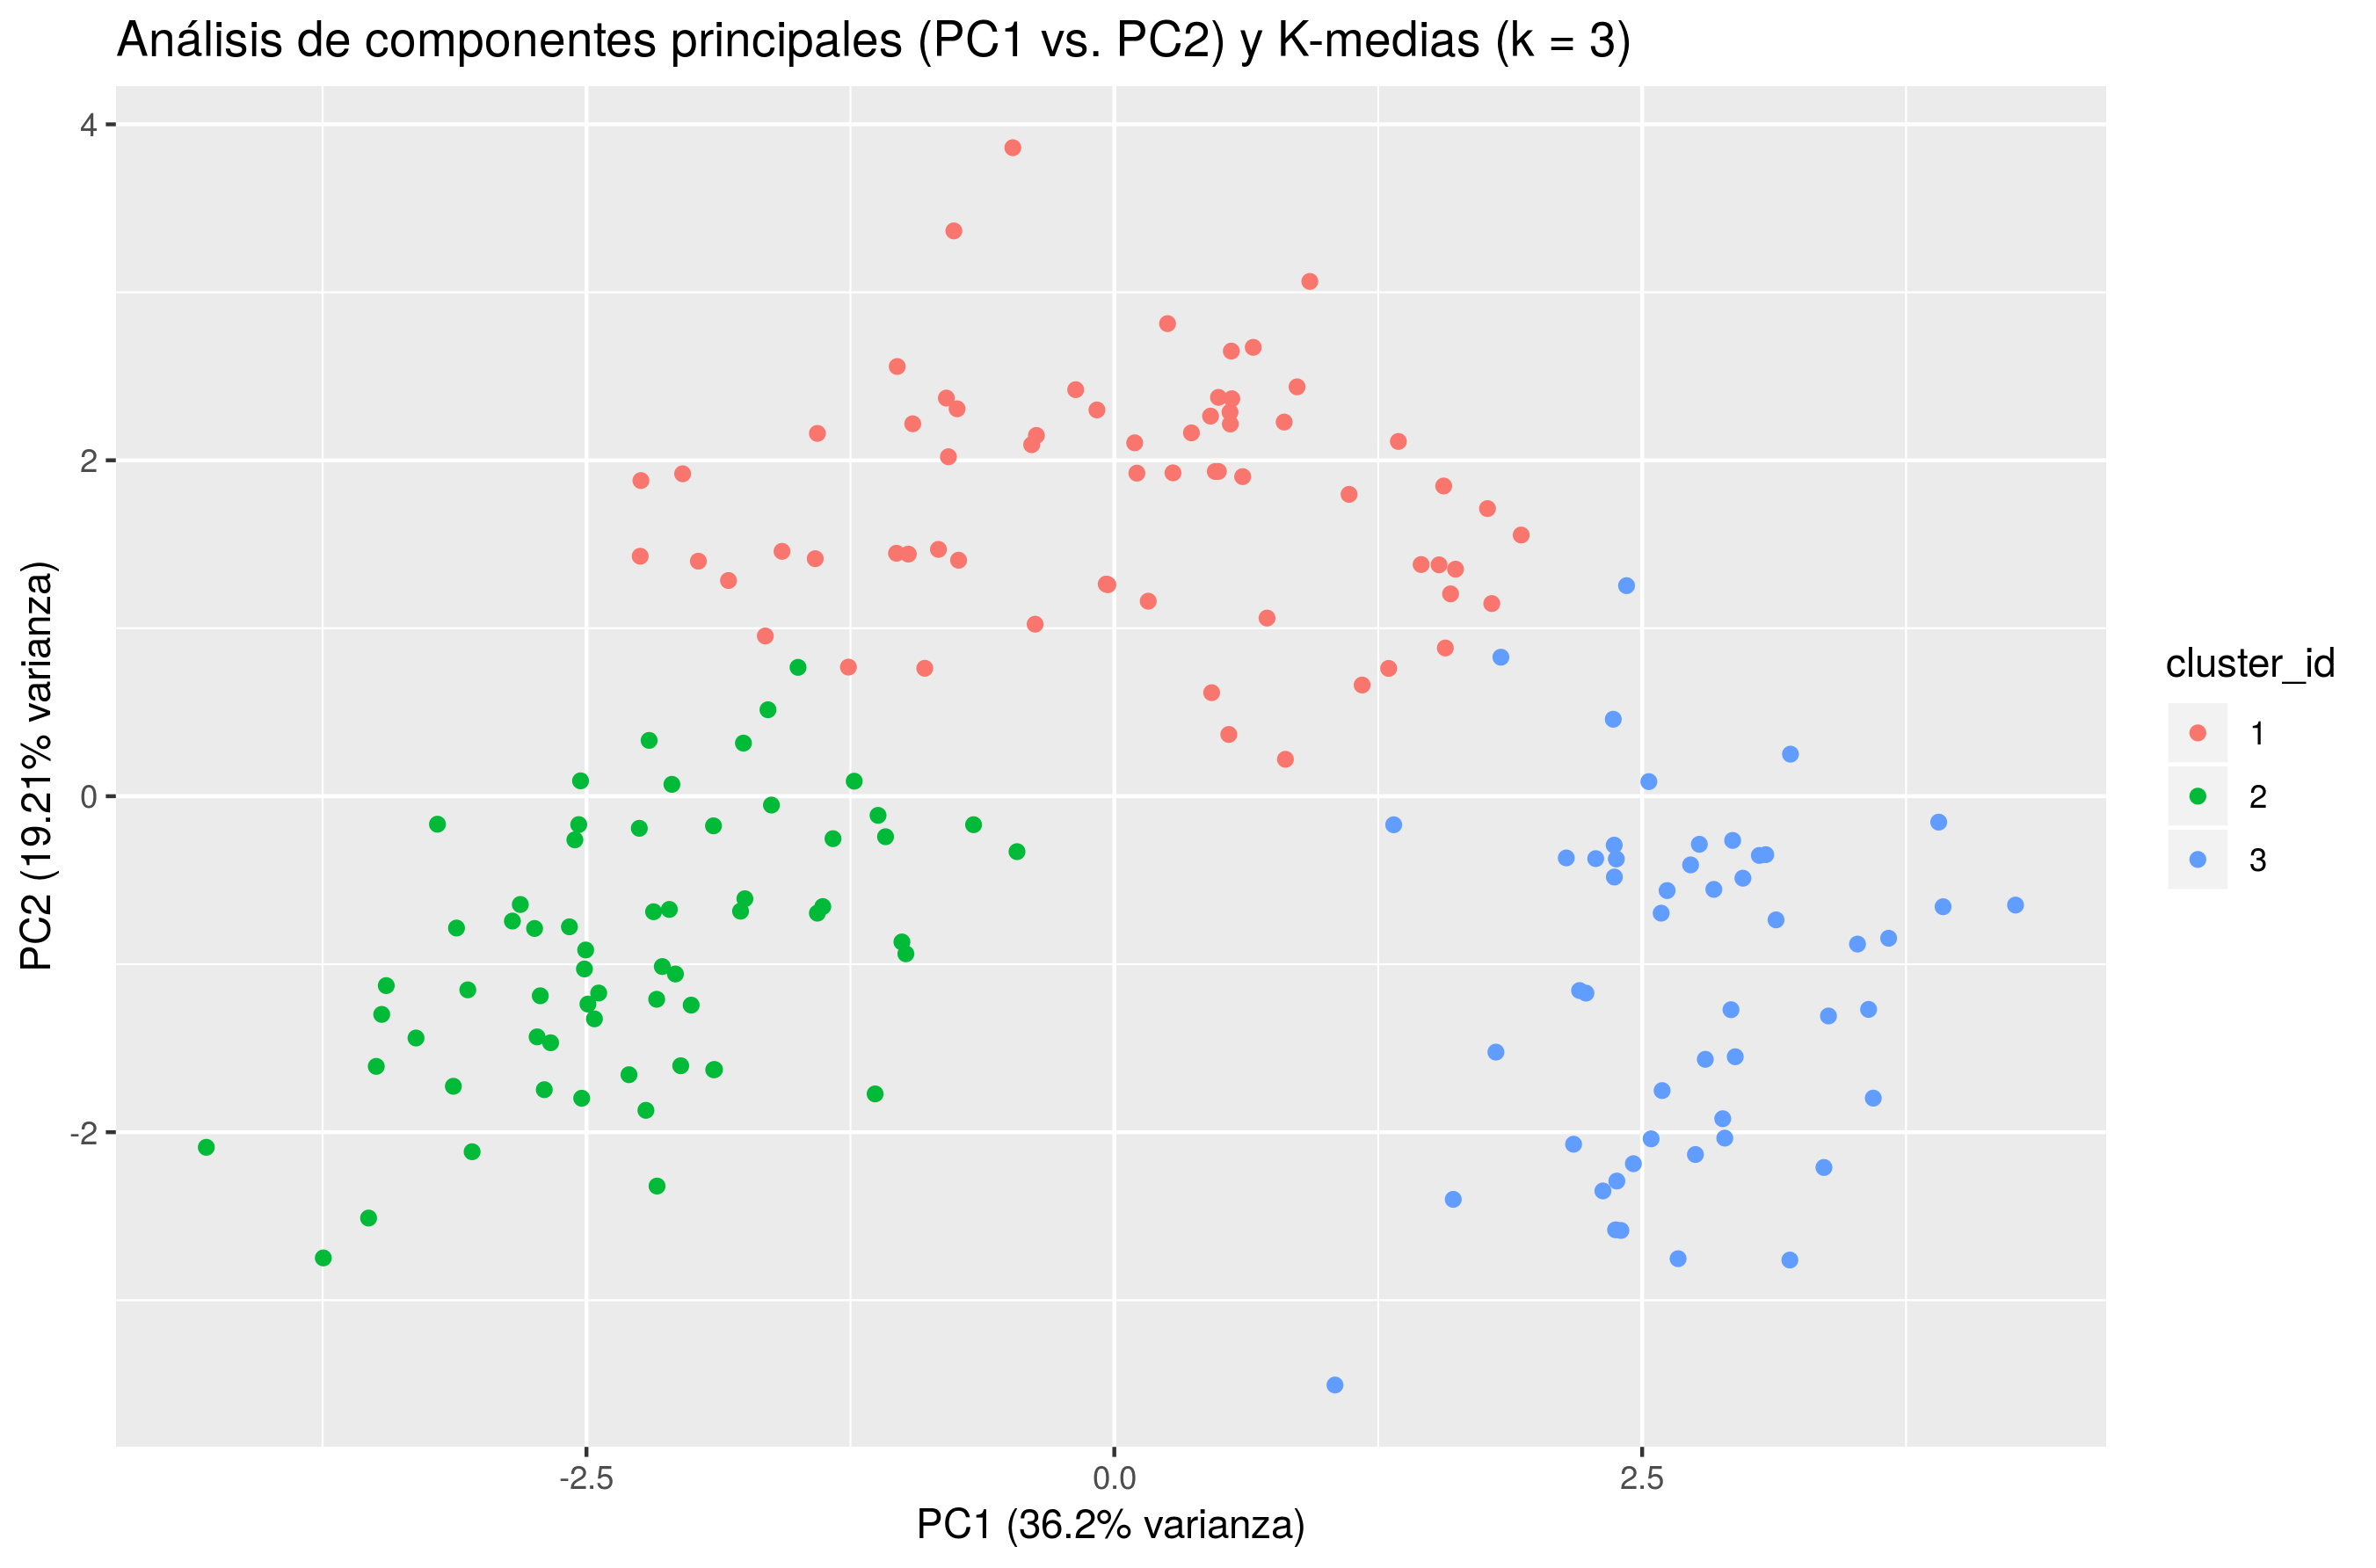 Análisis de componentes principales (PC1 vs. PC2) y K-medias (k = 3)
4
2
0
-2
PC2 (19.21% varianza)
-2.5
0.0
2.5
PC1 (36.2% varianza)
cluster_id
1
2
3